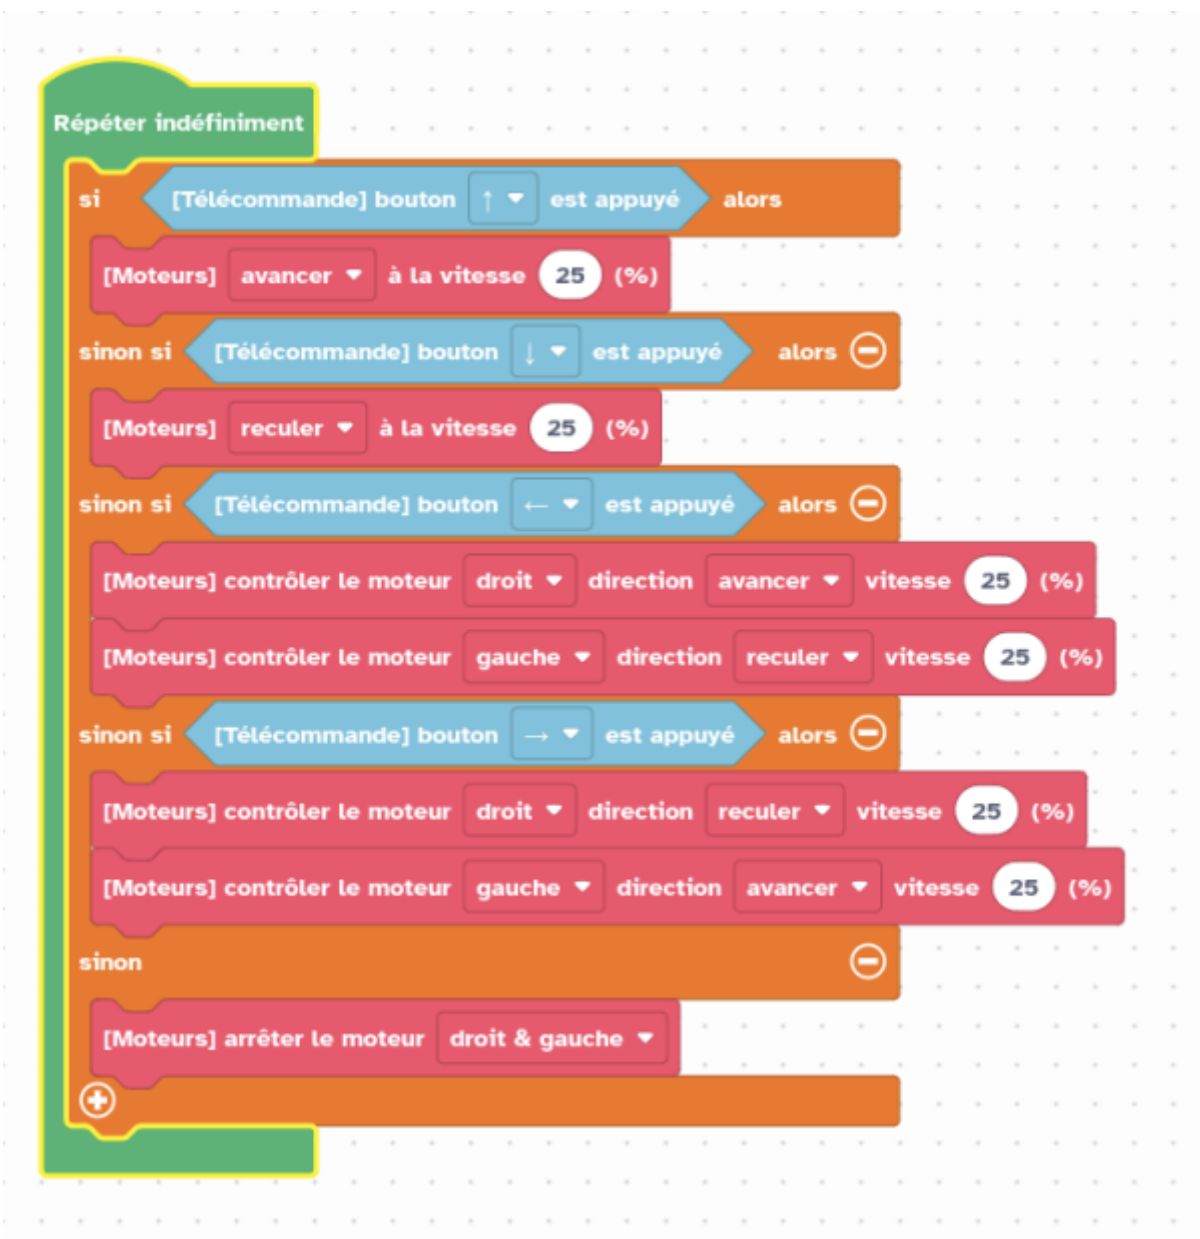 Répéter indéfiniment
si [Télécommande] bouton ↑ est appuyé alors
[Moteurs] avancer à la vitesse 25 (%)
sinon si [Télécommande] bouton ↓ est appuyé alors
[Moteurs] reculer à la vitesse 25 (%)
sinon si [Télécommande] bouton ← est appuyé alors
[Moteurs] contrôler le moteur droit direction avancer vitesse 25 (%)
[Moteurs] contrôler le moteur gauche direction reculer vitesse 25 (%)
sinon si [Télécommande] bouton → est appuyé alors
[Moteurs] contrôler le moteur droit direction reculer vitesse 25 (%)
[Moteurs] contrôler le moteur gauche direction avancer vitesse 25 (%)
sinon
[Moteurs] arrêter le moteur droit & gauche